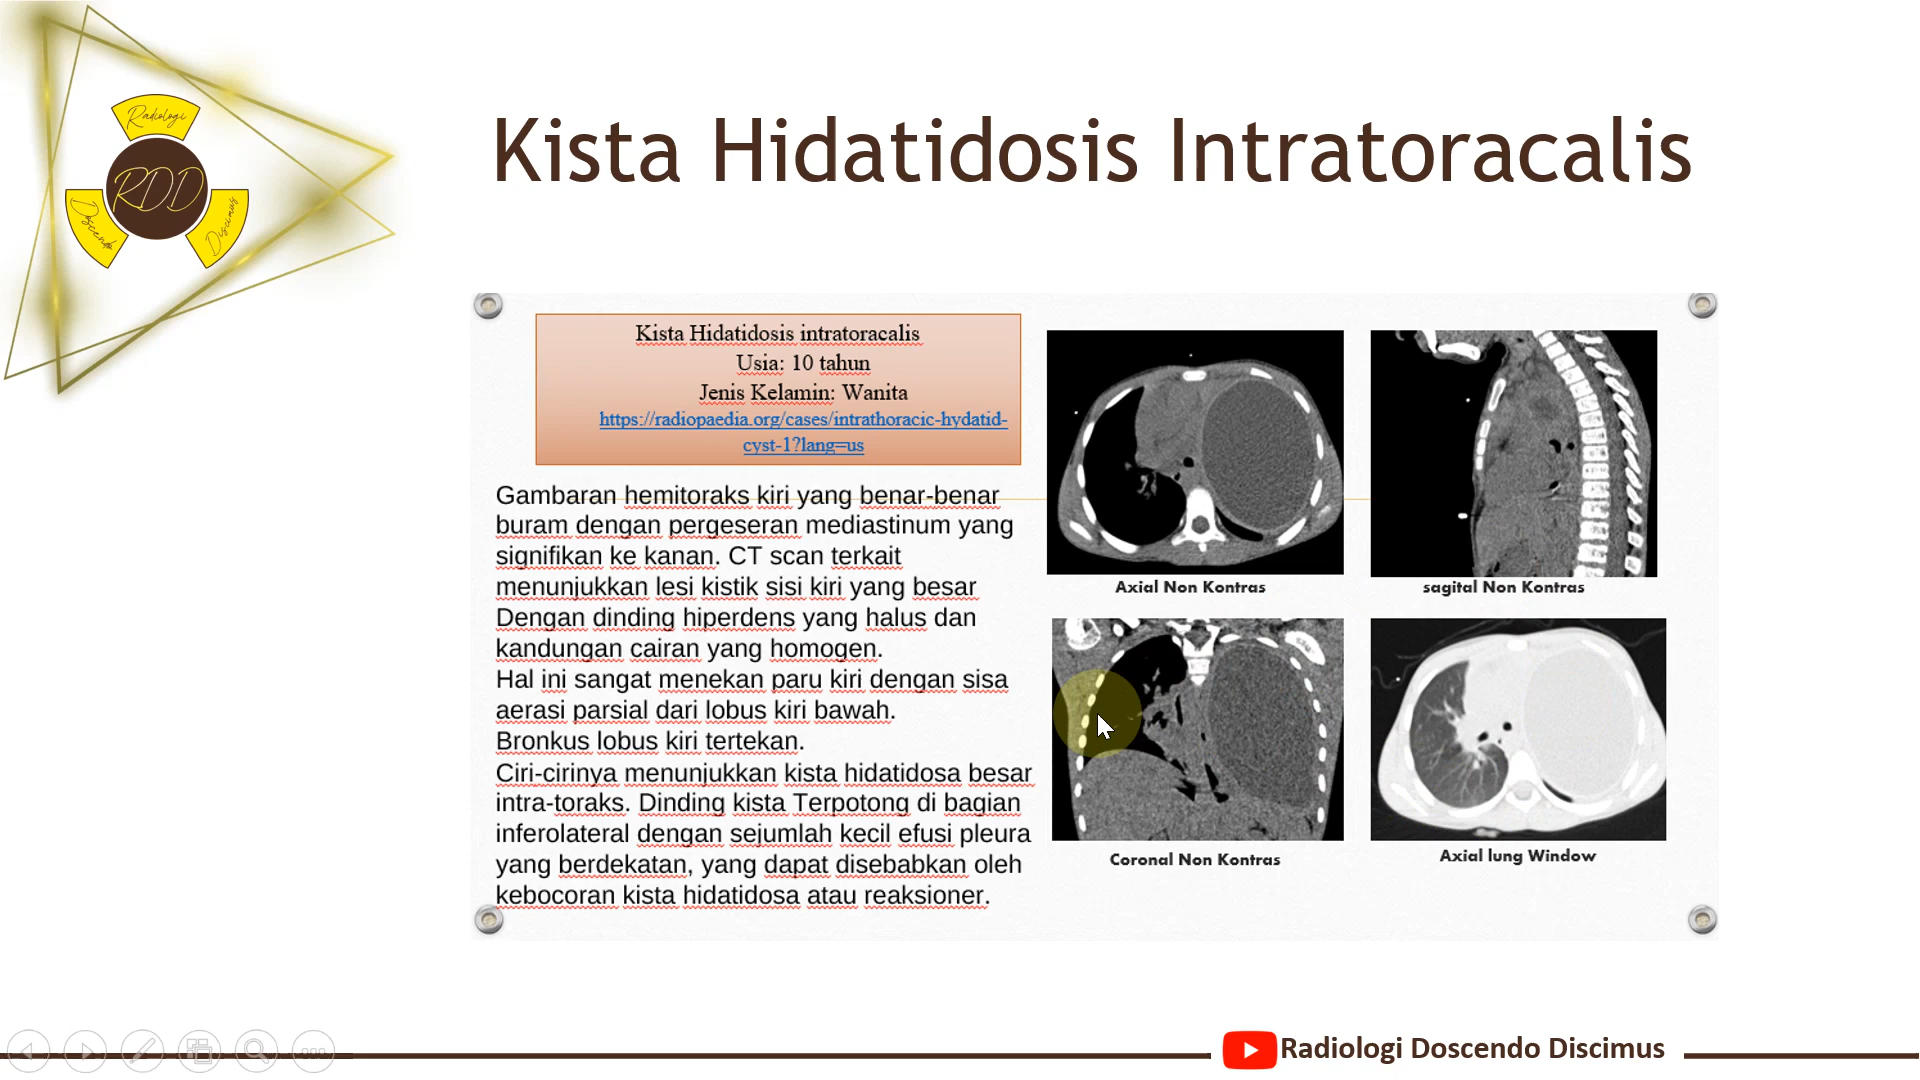 Radiologi
RDD
Doscendo
Discimus
Kista Hidatidosis Intratoracalis
Kista Hidatidosis intratoracalis
Usia: 10 tahun
Jenis Kelamin: Wanita
https://radiopaedia.org/cases/intrathoracic-hydatid-
cyst-1?lang=us
Gambaran hemitoraks kiri yang benar-benar
buram dengan pergeseran mediastinum yang
signifikan ke kanan. CT scan terkait
menunjukkan lesi kistik sisi kiri yang besar
Dengan dinding hiperdens yang halus dan
kandungan cairan yang homogen.
Hal ini sangat menekan paru kiri dengan sisa
aerasi parsial dari lobus kiri bawah.
Bronkus lobus kiri tertekan.
Ciri-cirinya menunjukkan kista hidatidosa besar
intra-toraks. Dinding kista Terpotong di bagian
inferolateral dengan sejumlah kecil efusi pleura
yang berdekatan, yang dapat disebabkan oleh
kebocoran kista hidatidosa atau reaksioner.
Axial Non Kontras
sagital Non Kontras
Coronal Non Kontras
Axial lung Window
Radiologi Doscendo Discimus